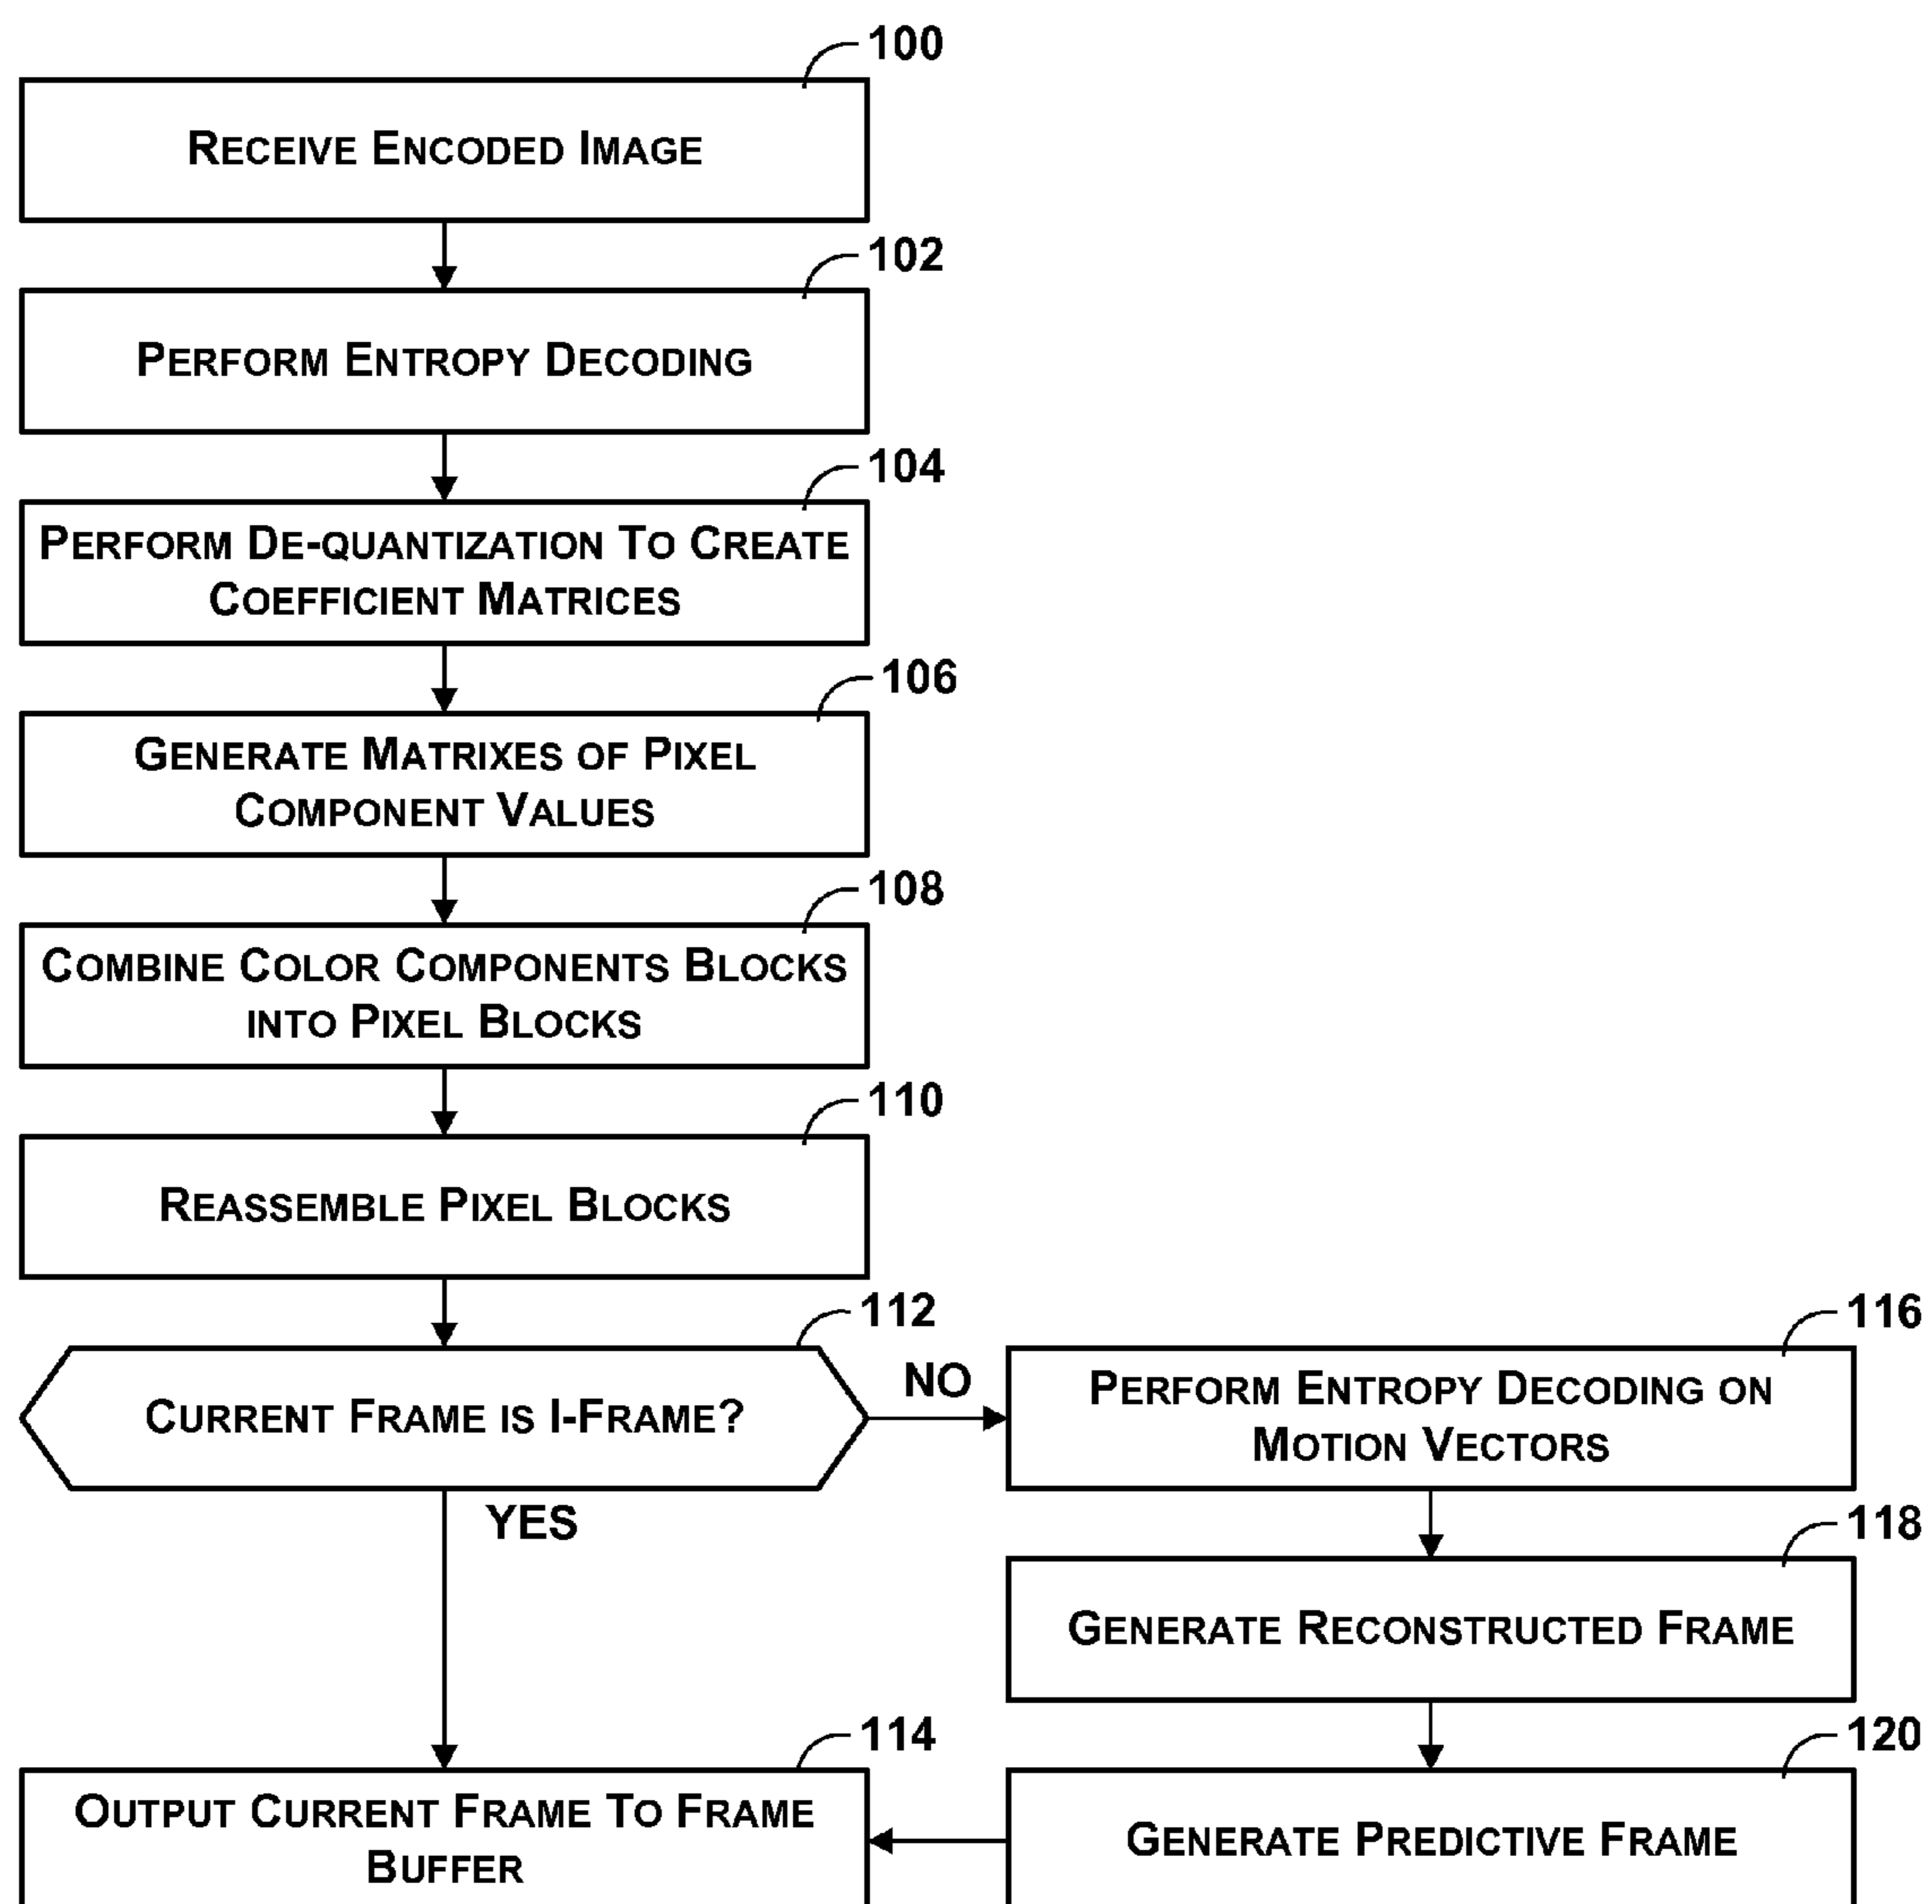 100
RECEIVE ENCODED IMAGE
102
PERFORM ENTROPY DECODING
104
PERFORM DE-QUANTIZATION TO CREATE
COEFFICIENT MATRICES
106
GENERATE MATRIXES OF PIXEL
COMPONENT VALUES
108
COMBINE COLOR COMPONENTS BLOCKS
INTO PIXEL BLOCKS
110
REASSEMBLE PIXEL BLOCKS
112
CURRENT FRAME IS I-FRAME?
NO
YES
116
PERFORM ENTROPY DECODING ON
MOTION VECTORS
118
GENERATE RECONSTRUCTED FRAME
120
GENERATE PREDICTIVE FRAME
114
OUTPUT CURRENT FRAME TO FRAME
BUFFER